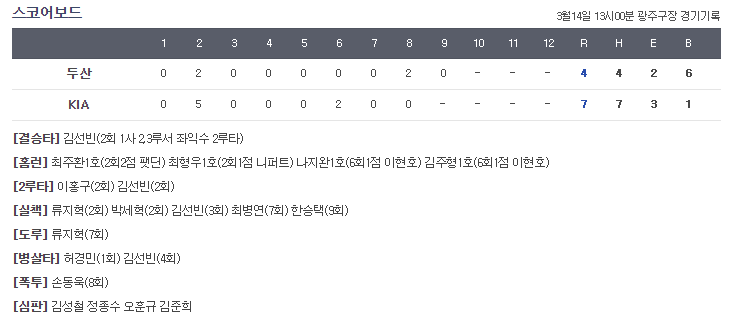 스코어보드
3월14일 13시00분 광주구장 경기기록
1 2 3 4 5 6 7 8 9 10 11 12 R H E B
두산 0 2 0 0 0 0 0 2 0 - - - 4 4 2 6
KIA 0 5 0 0 0 2 0 0 - - - - 7 7 3 1
[결승타] 김선빈(2회 1사 2,3루서 좌익수 2루타)
[홈런] 최주환1호(2회2점 팻딘) 최형우1호(2회1점 니퍼트) 나지완1호(6회1점 이현호) 김주형1호(6회1점 이현호)
[2루타] 이홍구(2회) 김선빈(2회)
[실책] 류지혁(2회) 박세혁(2회) 김선빈(3회) 최병연(7회) 한승택(9회)
[도루] 류지혁(7회)
[병살타] 허경민(1회) 김선빈(4회)
[폭투] 손동욱(8회)
[심판] 김성철 정종수 오훈규 김준희